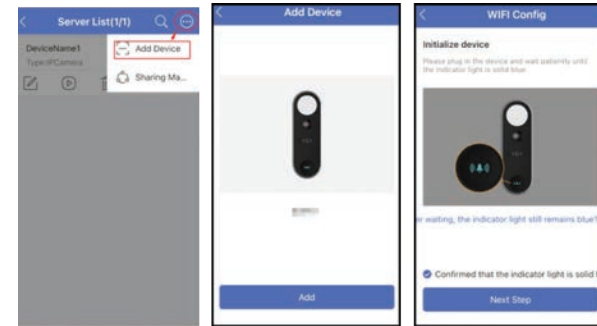 Server List(1/1)
DeviceName1
Type:IPCamera
Add Device
Sharing Ma...
Add Device
Add
WIFI Config
Initialize device
Please plug in the device and wait patiently until
the indicator light is solid blue
er waiting, the indicator light still remains blue?
Confirmed that the indicator light is solid
Next Step